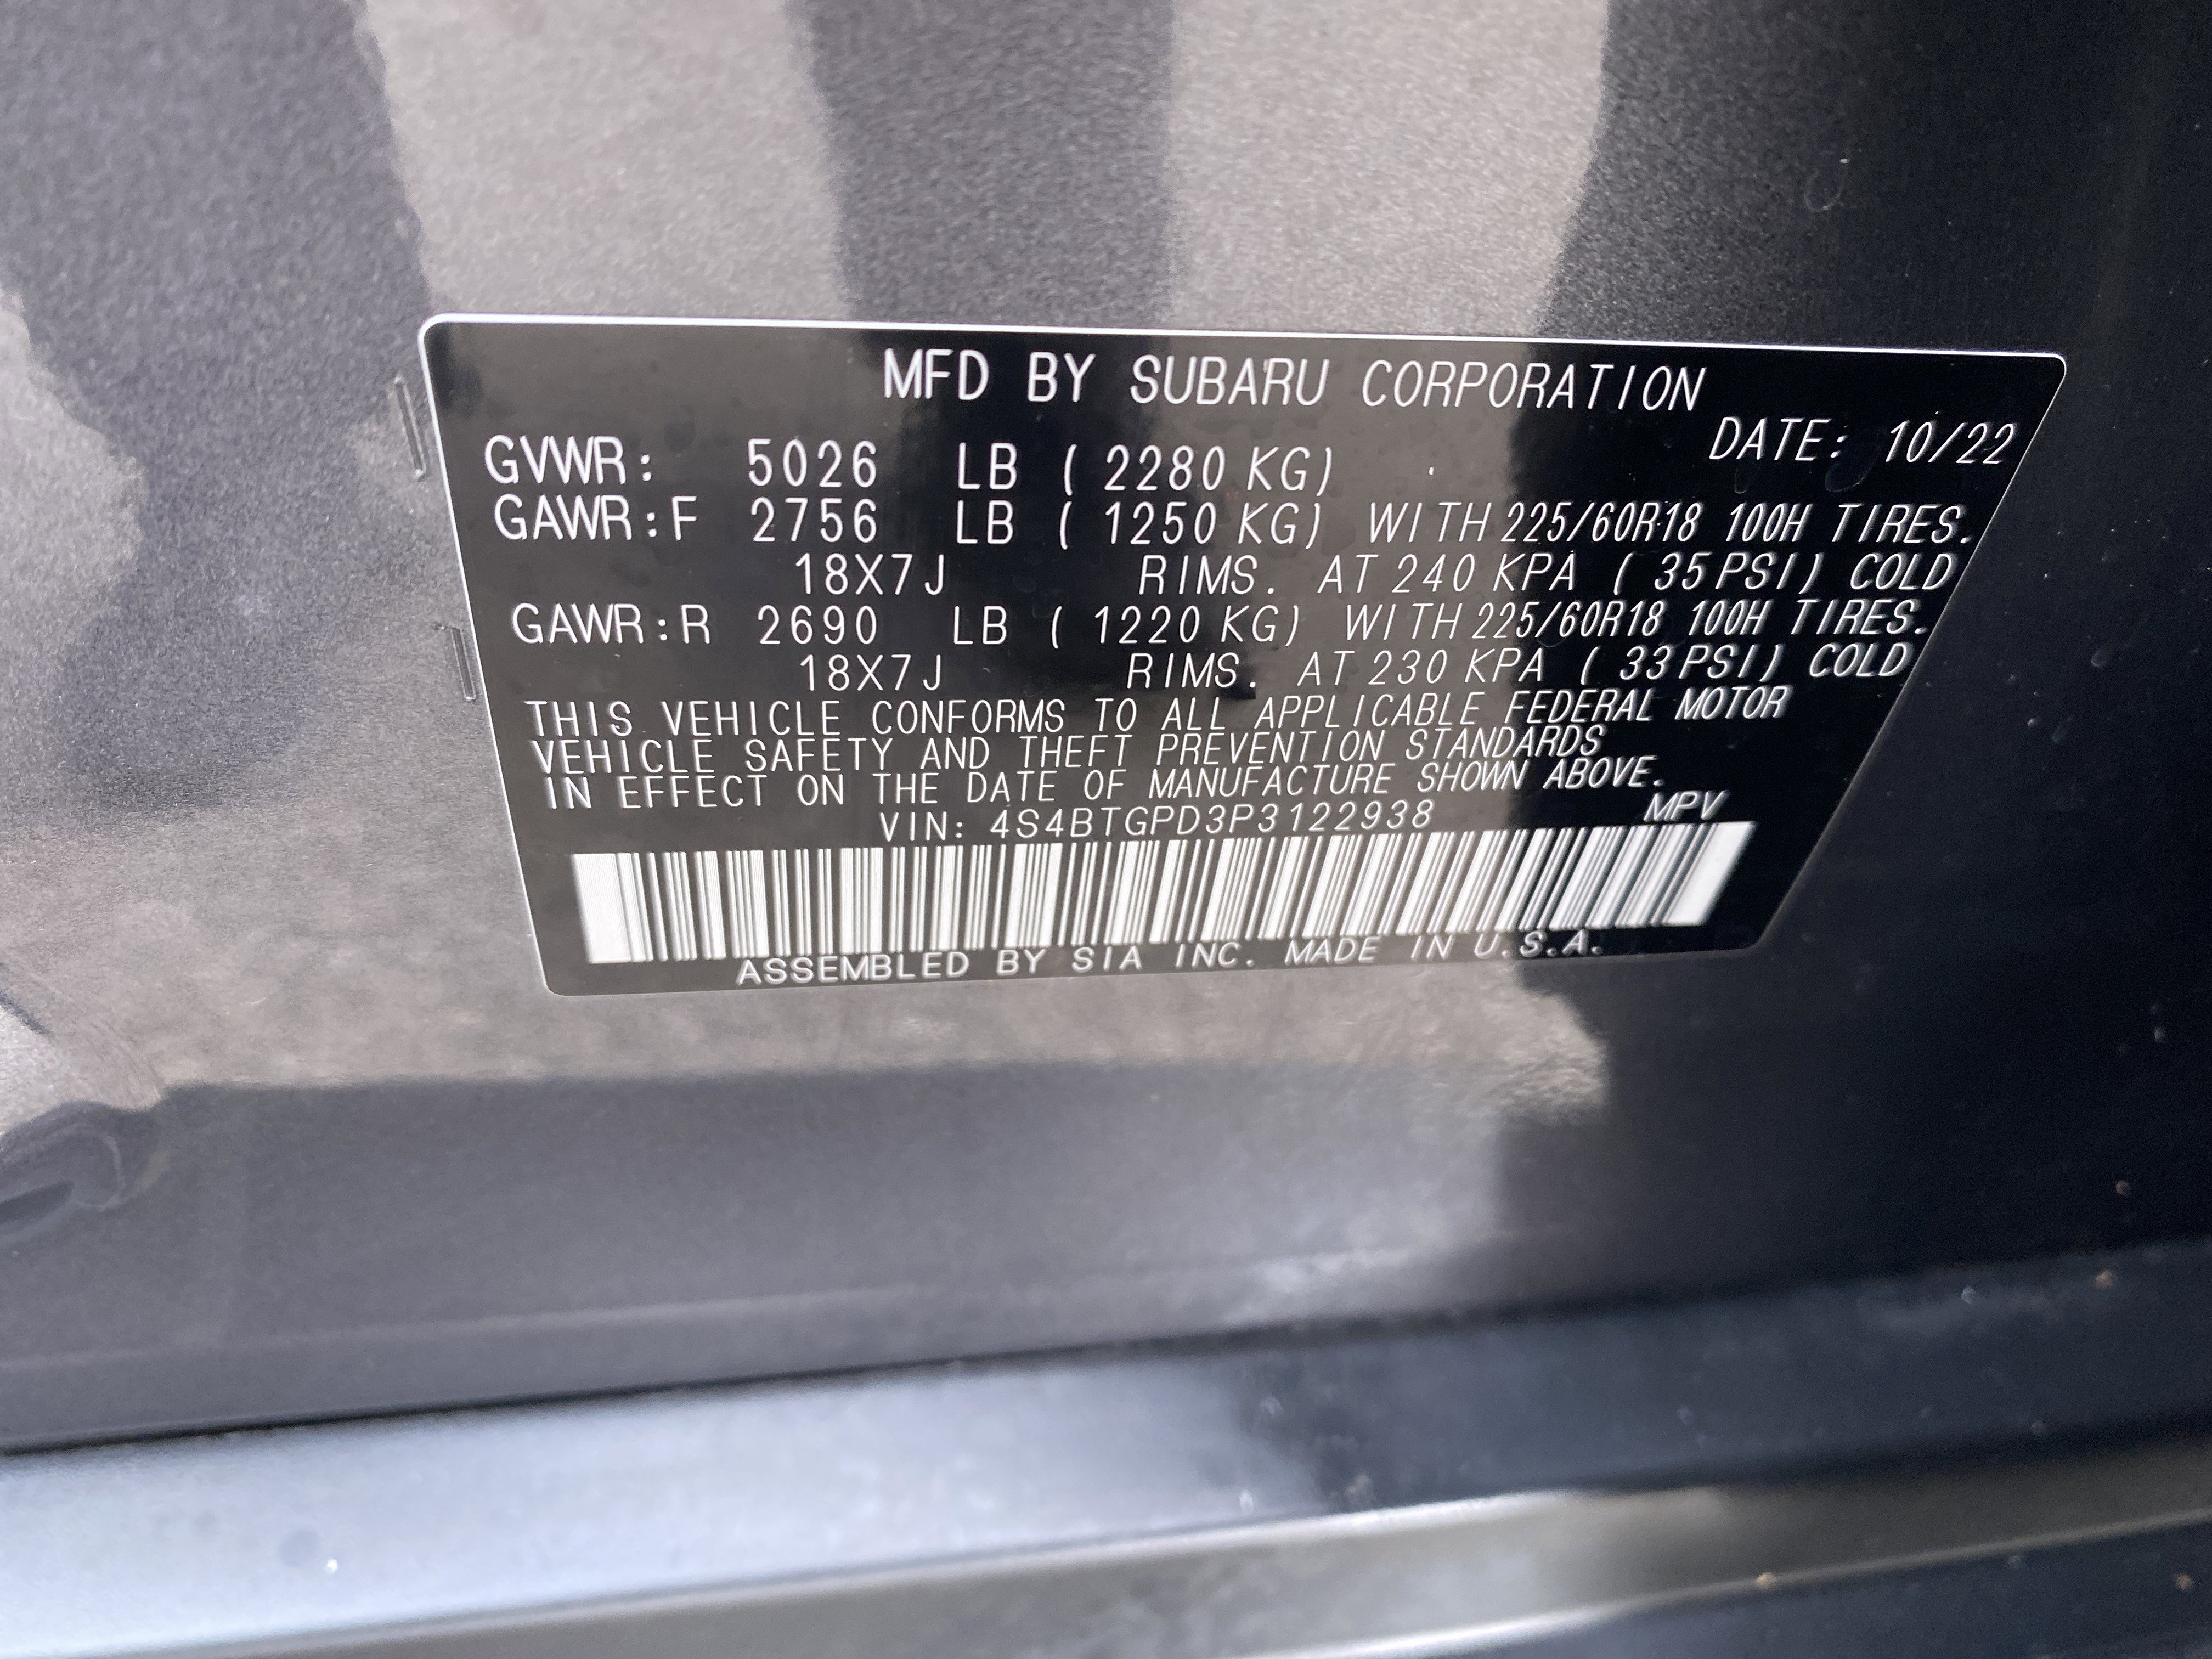 MFD BY SUBARU CORPORATION
DATE: 10/22
GVWR: 5026 LB ( 2280 KG)
GAWR:F 2756 LB ( 1250 KG) WITH 225/60R18 100H TIRES.
18X7J RIMS. AT 240 KPA ( 35 PSI) COLD
GAWR:R 2690 LB ( 1220 KG) WITH 225/60R18 100H TIRES.
18X7J RIMS. AT 230 KPA ( 33 PSI) COLD
THIS VEHICLE CONFORMS TO ALL APPLICABLE FEDERAL MOTOR
VEHICLE SAFETY AND THEFT PREVENTION STANDARDS
IN EFFECT ON THE DATE OF MANUFACTURE SHOWN ABOVE.
VIN: 4S4BTGPD3P3122938 MPV
ASSEMBLED BY SIA INC. MADE IN U.S.A.